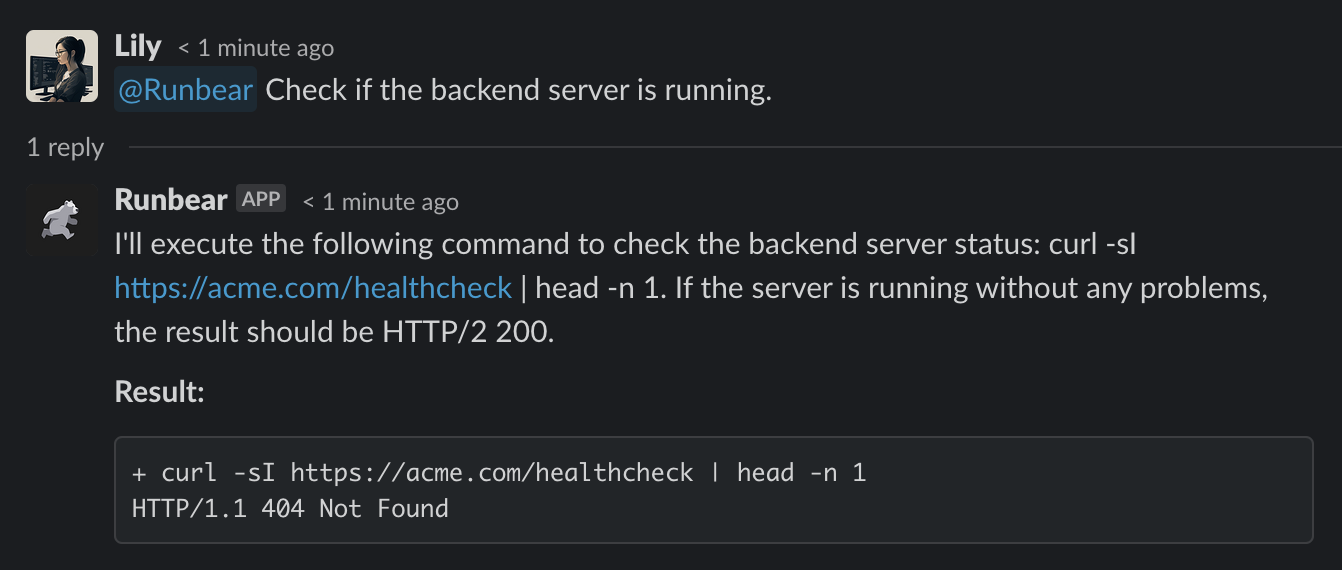 Lily < 1 minute ago
@Runbear Check if the backend server is running.
1 reply
Runbear APP < 1 minute ago
I'll execute the following command to check the backend server status: curl -sI
https://acme.com/healthcheck | head -n 1. If the server is running without any problems,
the result should be HTTP/2 200.
Result:
+ curl -sI https://acme.com/healthcheck | head -n 1
HTTP/1.1 404 Not Found